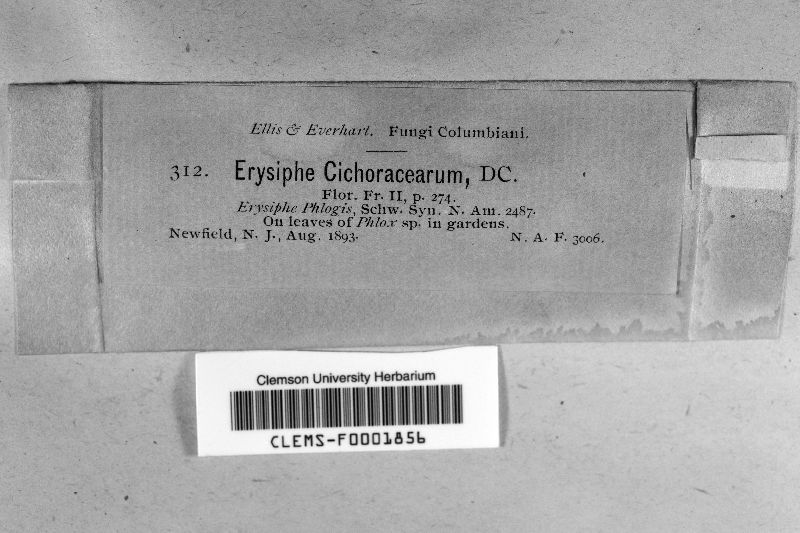 Ellis & Everhart. Fungi Columbiani.
312. Erysiphe Cichoracearum, DC.
Flor. Fr. II, p. 274.
Erysiphe Phlogis, Schw. Syn. N. Am. 2487.
On leaves of Phlox sp. in gardens.
Newfield, N. J., Aug. 1893. N. A. F. 3006.
Clemson University Herbarium
CLEMS-F0001856